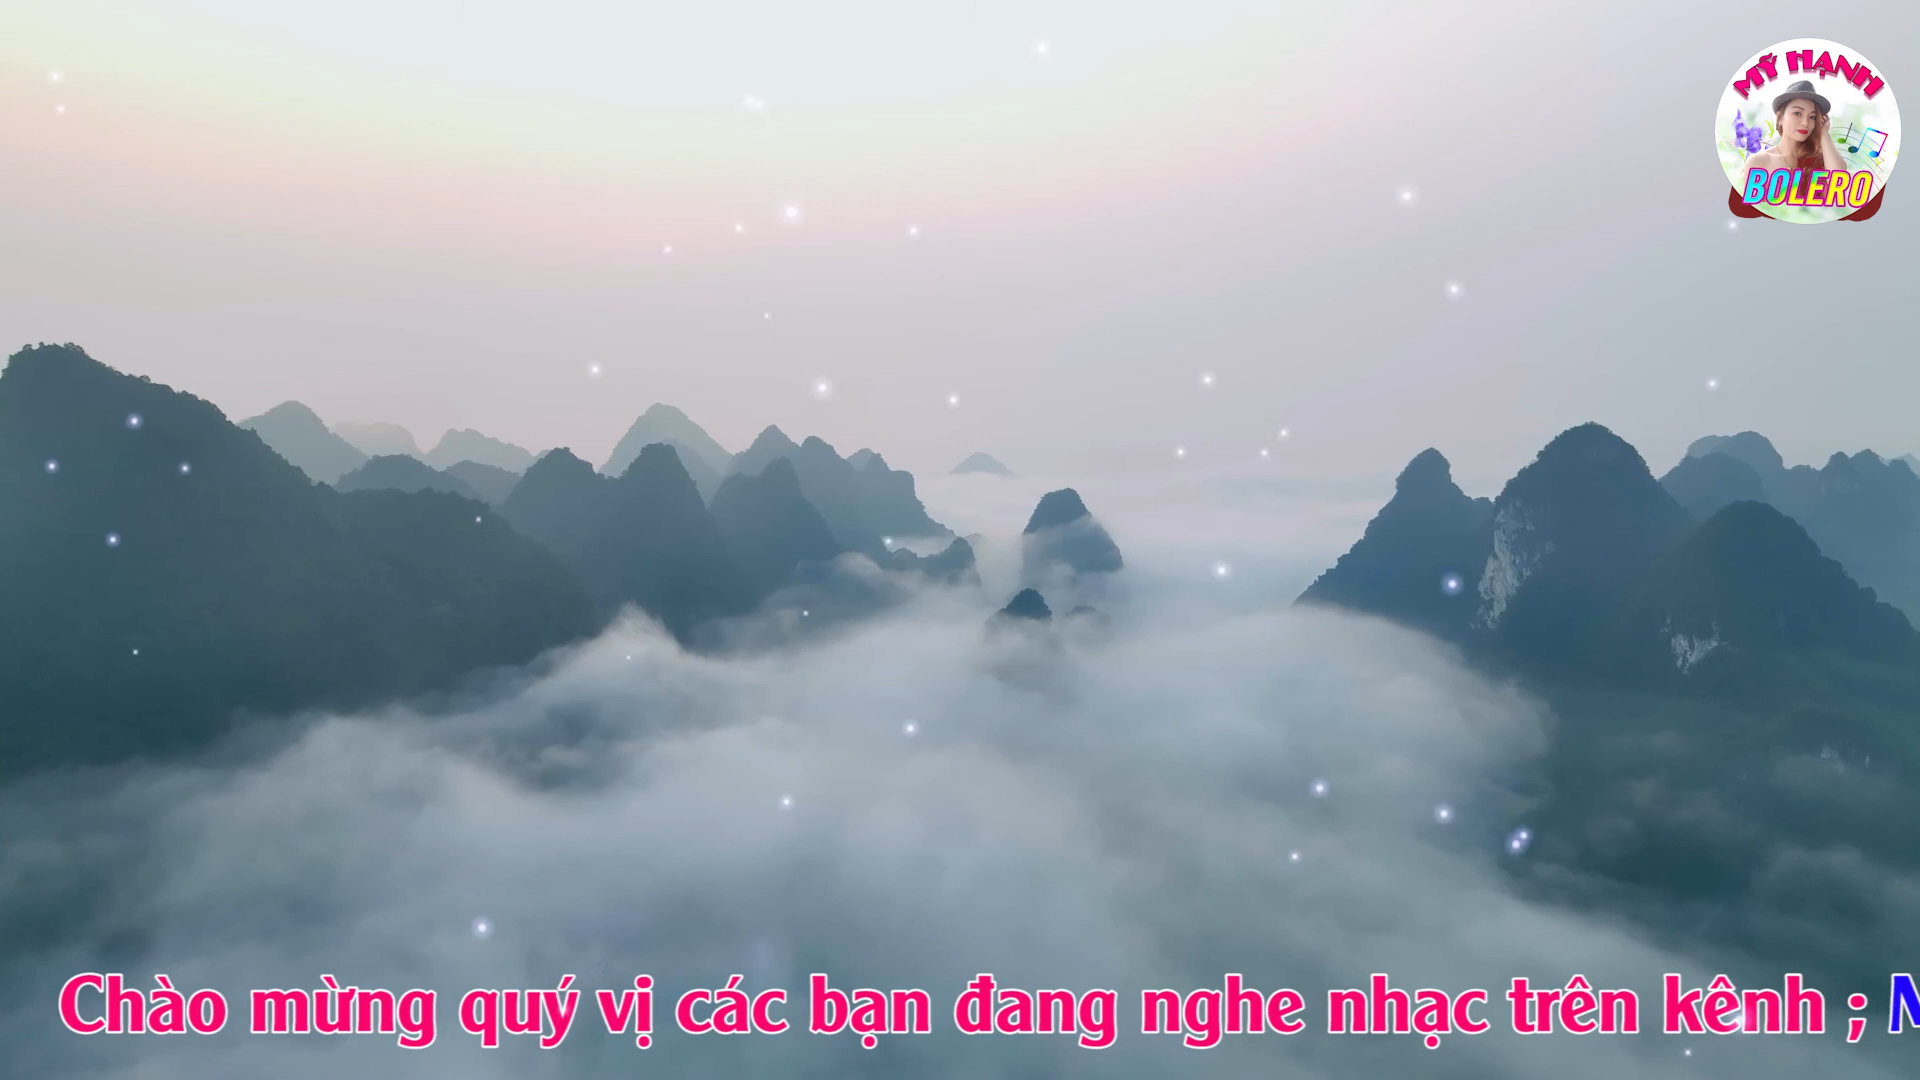 MỸ HẠNH
BOLERO
Chào mừng quý vị các bạn đang nghe nhạc trên kênh ;